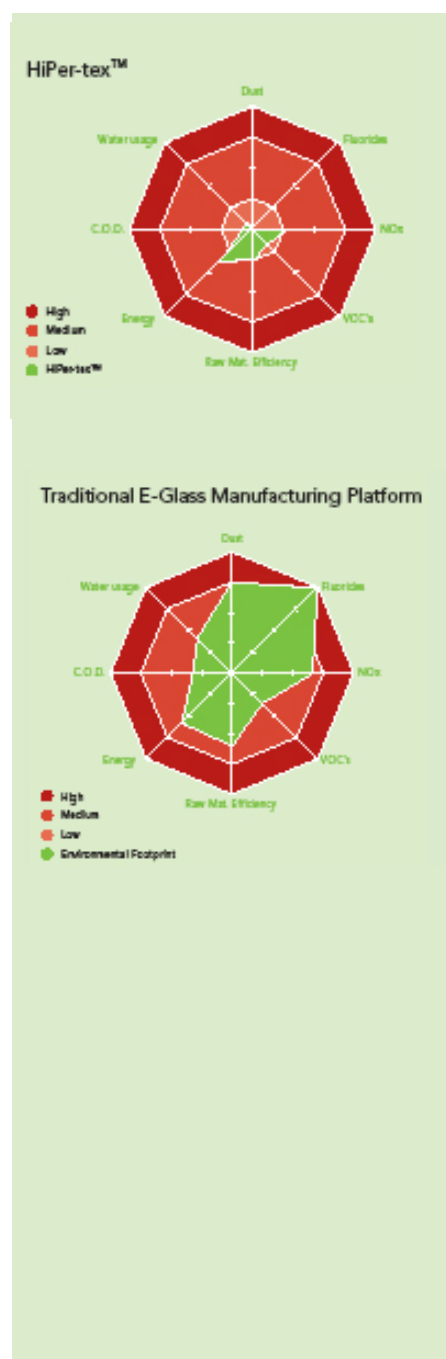 HiPer-tex™
Dust
Water usage
Fluorides
C.O.D.
NOx
Energy
VOC's
Raw Mat. Efficiency
High
Medium
Low
HiPer-tex™
Traditional E-Glass Manufacturing Platform
Dust
Water usage
Fluorides
C.O.D.
NOx
Energy
VOC's
Raw Mat. Efficiency
High
Medium
Low
Environmental Footprint